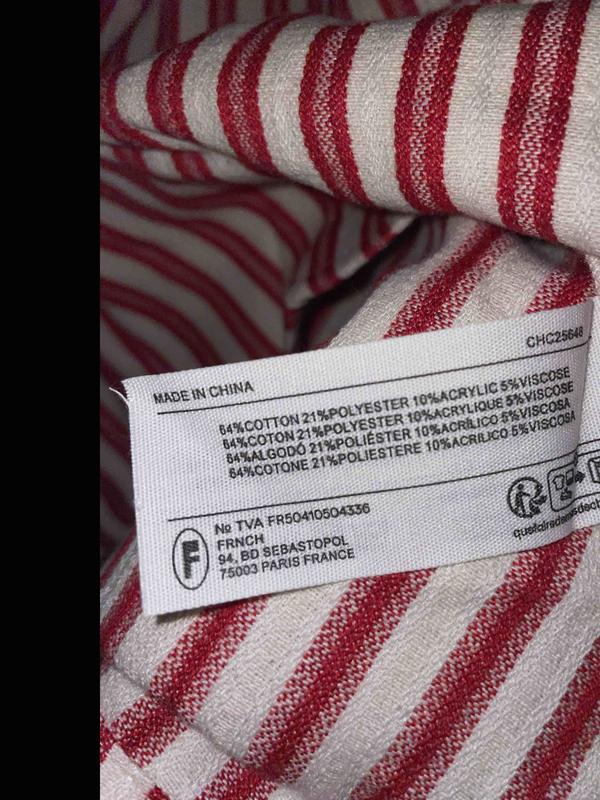 CHC25648
MADE IN CHINA
64%COTTON 21%POLYESTER 10%ACRYLIC 5%VISCOSE
64%COTON 21%POLYESTER 10%ACRYLIQUE 5%VISCOSE
64%ALGODÓ 21%POLIÉSTER 10%ACRÍLICO 5%VISCOSA
64%COTONE 21%POLIESTERE 10%ACRILICO 5%VISCOSA
№ TVA FR50410504336
FRNCH
94, BD SEBASTOPOL
75003 PARIS FRANCE
F